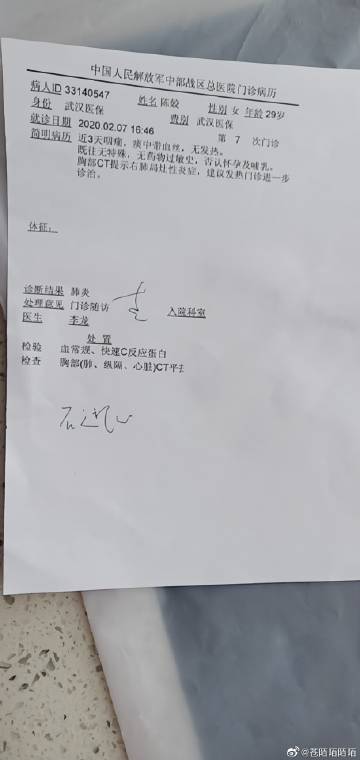 中国人民解放军中部战区总医院门诊病历
病人ID 33140547 姓名 陈皎 性别 女 年龄 29岁
身份 武汉医保 费别 武汉医保
就诊日期 2020.02.07 16:46 第 7 次门诊
简明病历 近3天咽痛，痰中带血丝，无发热。
既往无特殊，无药物过敏史，否认怀孕及哺乳。
胸部CT提示右肺局灶性炎症，建议发热门诊进一步
诊治。
体征：
诊断结果 肺炎
处理意见 门诊随访 入院科室
医生 李龙
处 置
检验 血常规、快速C反应蛋白
检查 胸部(肺、纵隔、心脏)CT平扫
@苍陌垢陌垢